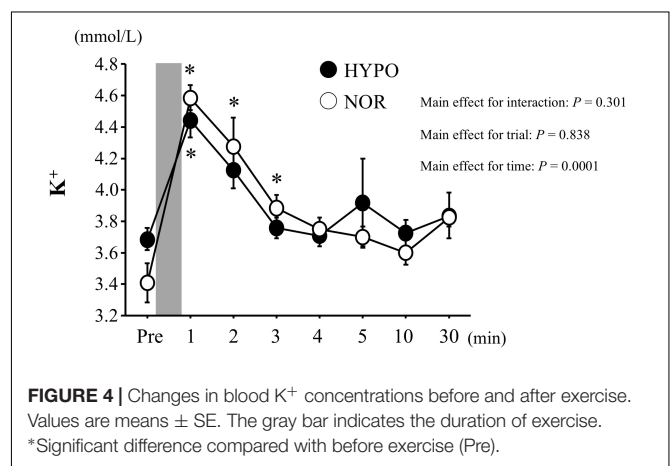 (mmol/L)
4.8
4.6
4.4
4.2
4.0
3.8
3.6
3.4
3.2
K+
HYPO
NOR
Main effect for interaction: P = 0.301
Main effect for trial: P = 0.838
Main effect for time: P = 0.0001
*
*
*
*
Pre 1 2 3 4 5 10 30 (min)
FIGURE 4 | Changes in blood K+ concentrations before and after exercise.
Values are means ± SE. The gray bar indicates the duration of exercise.
*Significant difference compared with before exercise (Pre).